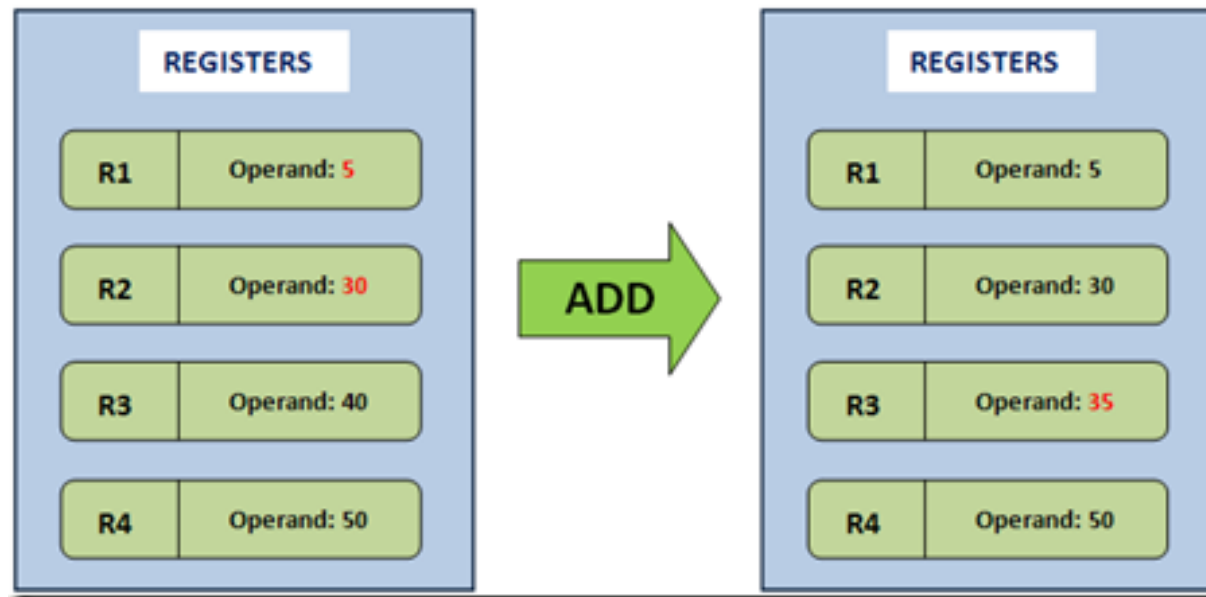 REGISTERS
R1 Operand: 5
R2 Operand: 30
R3 Operand: 40
R4 Operand: 50
ADD
REGISTERS
R1 Operand: 5
R2 Operand: 30
R3 Operand: 35
R4 Operand: 50